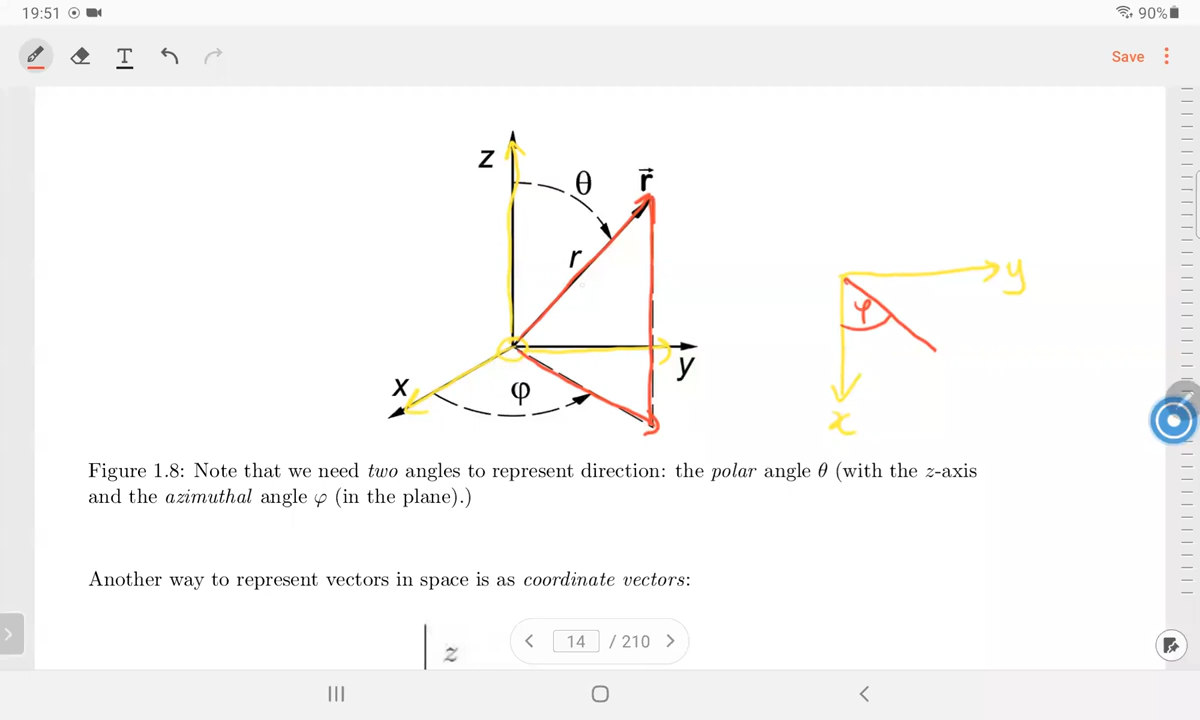 19:51
90%
T
Save
z
θ
r⃗
r
y
φ
x
y
x
φ
Figure 1.8: Note that we need two angles to represent direction: the polar angle θ (with the z-axis
and the azimuthal angle φ (in the plane).)
Another way to represent vectors in space is as coordinate vectors:
z
14 / 210